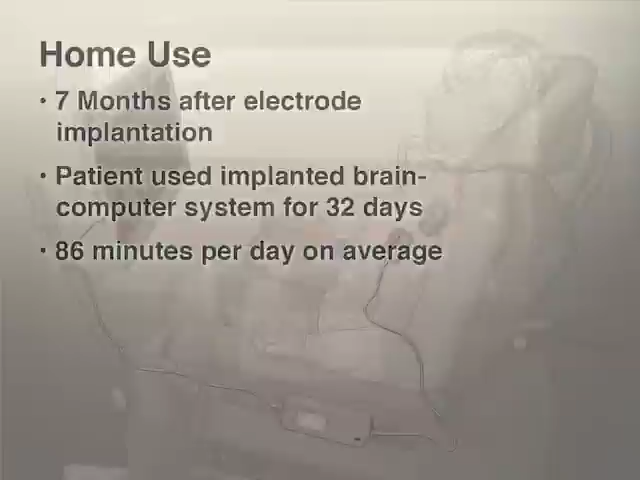 Home Use
• 7 Months after electrode
implantation
• Patient used implanted brain-
computer system for 32 days
• 86 minutes per day on average